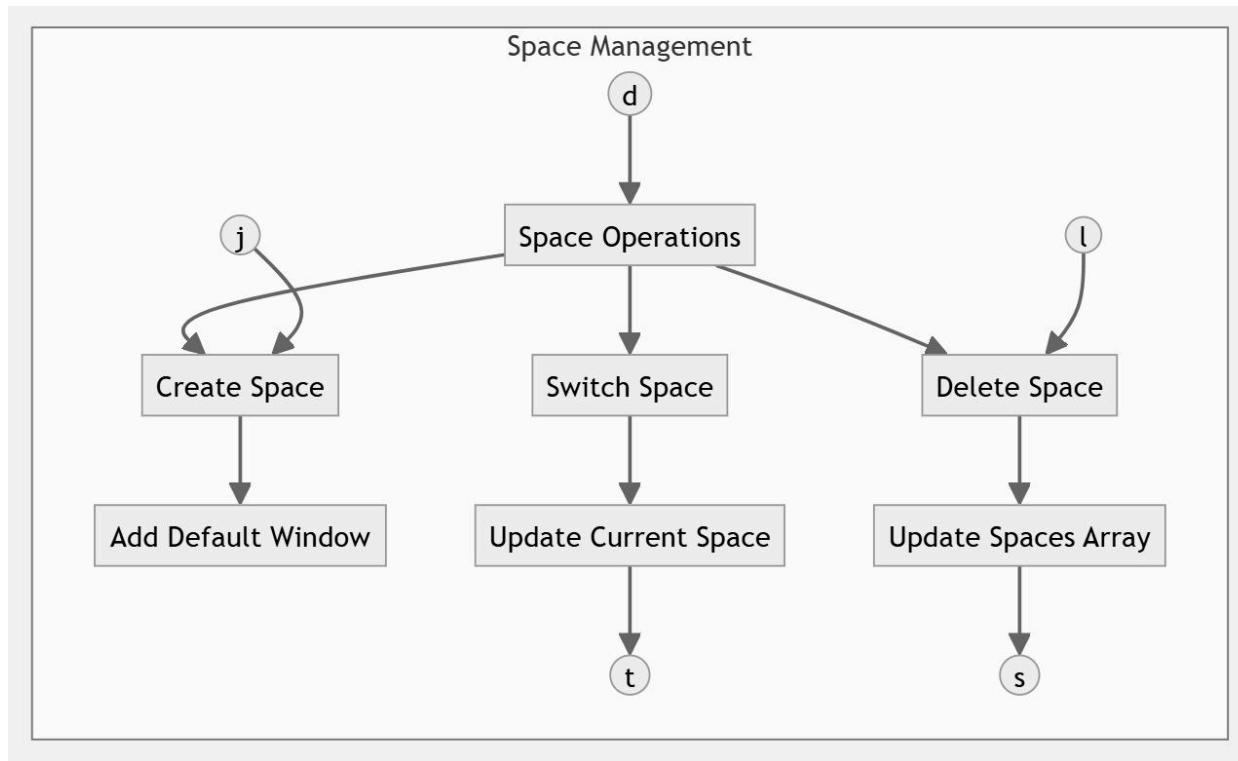 Space Management
d
Space Operations
j
l
Create Space
Switch Space
Delete Space
Add Default Window
Update Current Space
Update Spaces Array
t
s